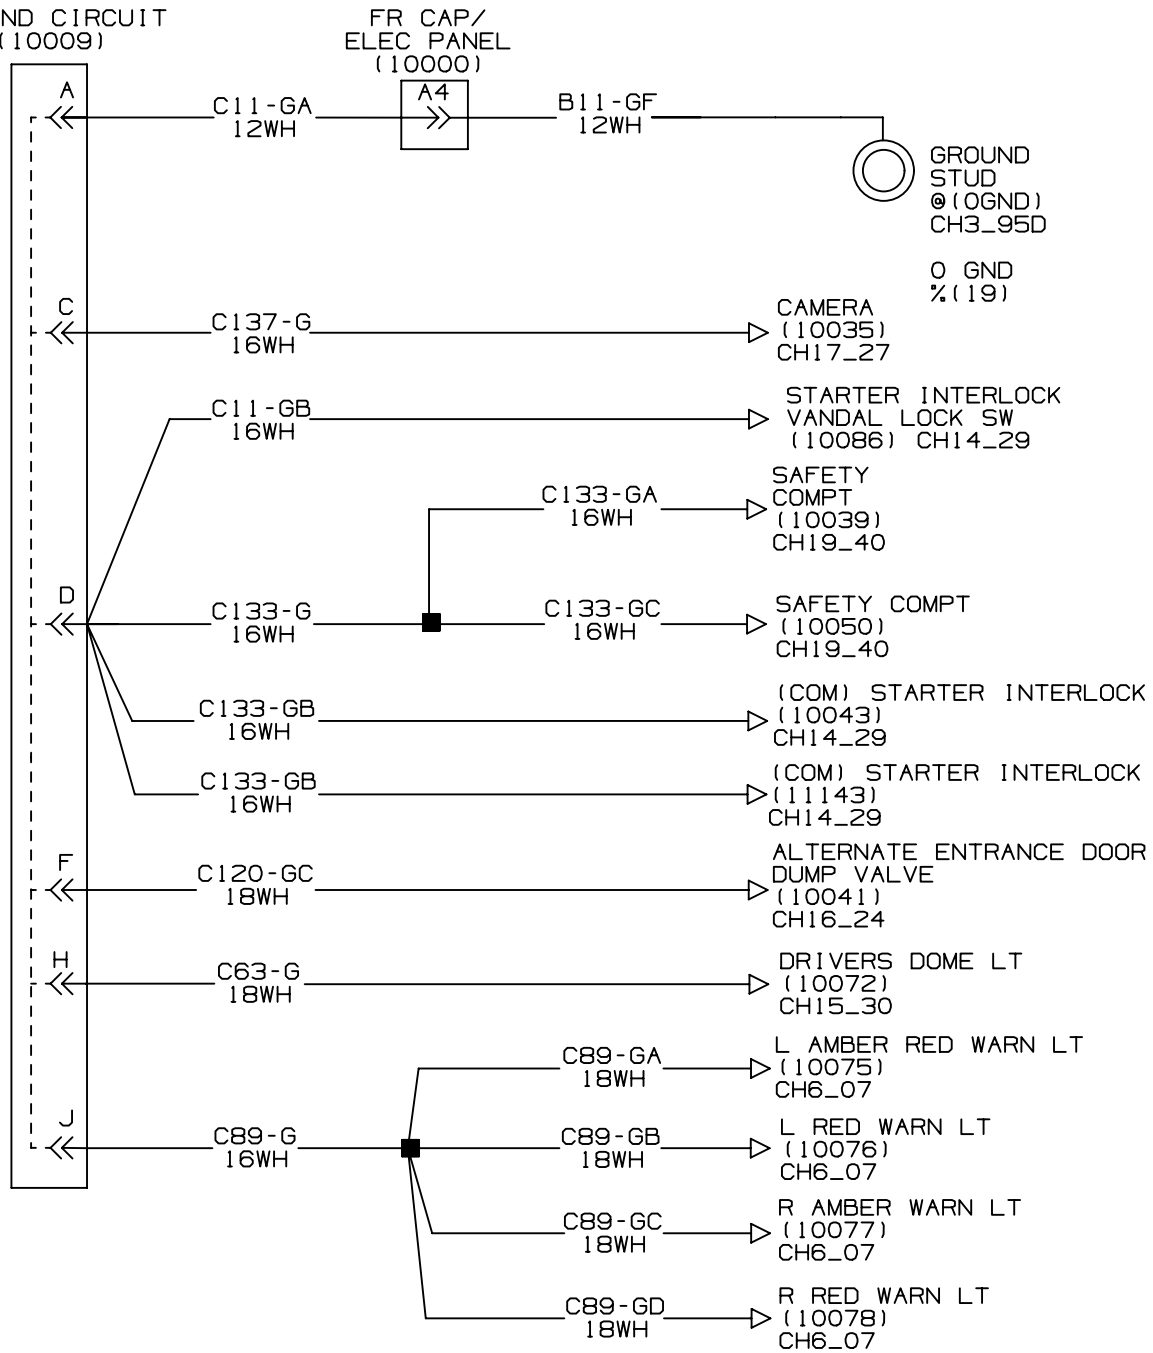 ND CIRCUIT
(10009)
FR CAP/
ELEC PANEL
(10000)
A
C11-GA
12WH
A4
B11-GF
12WH
GROUND
STUD
@(0GND)
CH3_95D
0 GND
%(19)
C
C137-G
16WH
CAMERA
(10035)
CH17_27
C11-GB
16WH
STARTER INTERLOCK
VANDAL LOCK SW
(10086) CH14_29
C133-GA
16WH
SAFETY
COMPT
(10039)
CH19_40
D
C133-G
16WH
C133-GC
16WH
SAFETY COMPT
(10050)
CH19_40
C133-GB
16WH
(COM) STARTER INTERLOCK
(10043)
CH14_29
C133-GB
16WH
(COM) STARTER INTERLOCK
(11143)
CH14_29
F
C120-GC
18WH
ALTERNATE ENTRANCE DOOR
DUMP VALVE
(10041)
CH16_24
H
C63-G
18WH
DRIVERS DOME LT
(10072)
CH15_30
C89-GA
18WH
L AMBER RED WARN LT
(10075)
CH6_07
J
C89-G
16WH
C89-GB
18WH
L RED WARN LT
(10076)
CH6_07
C89-GC
18WH
R AMBER WARN LT
(10077)
CH6_07
C89-GD
18WH
R RED WARN LT
(10078)
CH6_07